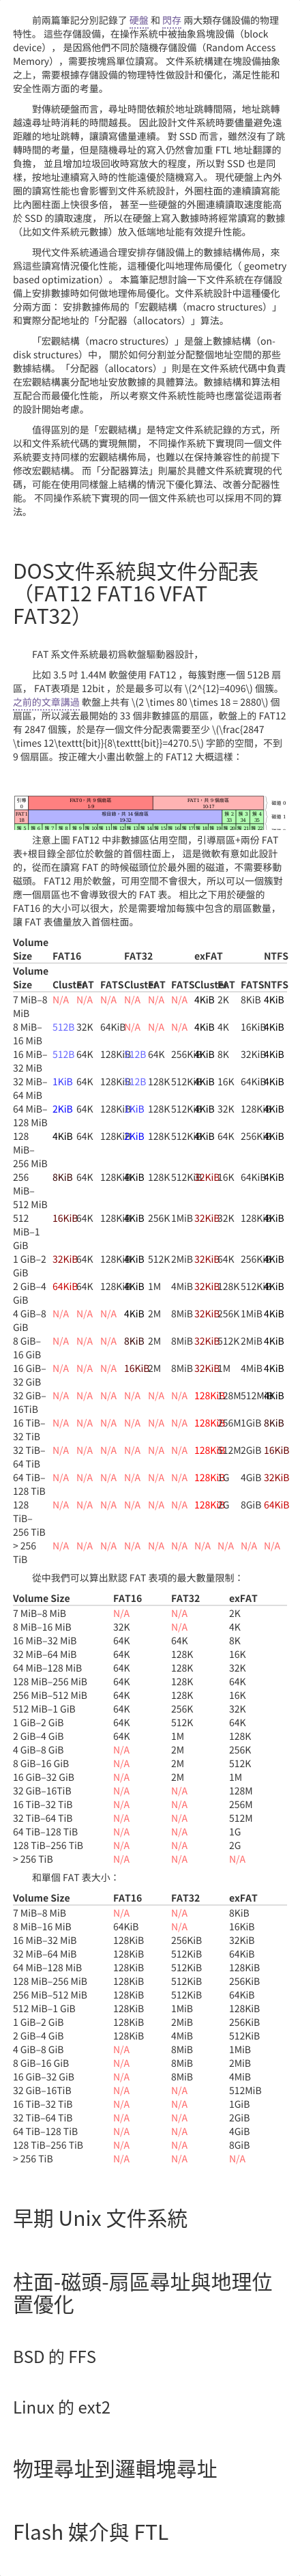 前兩篇筆記分別記錄了 硬盤 和 閃存 兩大類存儲設備的物理
特性。 這些存儲設備，在操作系統中被抽象爲塊設備（block
device）， 是因爲他們不同於隨機存儲設備（Random Access
Memory），需要按塊爲單位讀寫。 文件系統構建在塊設備抽象
之上，需要根據存儲設備的物理特性做設計和優化，滿足性能和
安全性兩方面的考量。
對傳統硬盤而言，尋址時間依賴於地址跳轉間隔，地址跳轉
越遠尋址時消耗的時間越長。 因此設計文件系統時要儘量避免遠
距離的地址跳轉，讓讀寫儘量連續。 對 SSD 而言，雖然沒有了跳
轉時間的考量，但是隨機尋址的寫入仍然會加重 FTL 地址翻譯的
負擔， 並且增加垃圾回收時寫放大的程度，所以對 SSD 也是同
樣，按地址連續寫入時的性能遠優於隨機寫入。 現代硬盤上內外
圈的讀寫性能也會影響到文件系統設計，外圈柱面的連續讀寫能
比內圈柱面上快很多倍， 甚至一些硬盤的外圈連續讀取速度能高
於 SSD 的讀取速度， 所以在硬盤上寫入數據時將經常讀寫的數據
（比如文件系統元數據）放入低端地址能有效提升性能。
現代文件系統通過合理安排存儲設備上的數據結構佈局，來
爲這些讀寫情況優化性能，這種優化叫地理佈局優化（ geometry
based optimization）。 本篇筆記想討論一下文件系統在存儲設
備上安排數據時如何做地理佈局優化。文件系統設計中這種優化
分兩方面： 安排數據佈局的「宏觀結構（macro structures）」
和實際分配地址的「分配器（allocators）」算法。
「宏觀結構（macro structures）」是盤上數據結構（on-
disk structures）中， 關於如何分割並分配整個地址空間的那些
數據結構。 「分配器（allocators）」則是在文件系統代碼中負責
在宏觀結構裏分配地址安放數據的具體算法。數據結構和算法相
互配合而最優化性能， 所以考察文件系統性能時也應當從這兩者
的設計開始考慮。
值得區別的是「宏觀結構」是特定文件系統記錄的方式，所
以和文件系統代碼的實現無關， 不同操作系統下實現同一個文件
系統要支持同樣的宏觀結構佈局，也難以在保持兼容性的前提下
修改宏觀結構。 而「分配器算法」則屬於具體文件系統實現的代
碼，可能在使用同樣盤上結構的情況下優化算法、改善分配器性
能。 不同操作系統下實現的同一個文件系統也可以採用不同的算
法。
DOS文件系統與文件分配表
（FAT12 FAT16 VFAT
FAT32）
FAT 系文件系統最初爲軟盤驅動器設計，
比如 3.5 吋 1.44M 軟盤使用 FAT12 ，每簇對應一個 512B 扇
區， FAT表項是 12bit ，於是最多可以有 \(2^{12}=4096\) 個簇。
之前的文章講過 軟盤上共有 \(2 \times 80 \times 18 = 2880\) 個
扇區，所以減去最開始的 33 個非數據區的扇區，軟盤上的 FAT12
有 2847 個簇，於是存一個文件分配表需要至少 \(\frac{2847
\times 12\texttt{bit}}{8\texttt{bit}}=4270.5\) 字節的空間，不到
9 個扇區。按正確大小畫出軟盤上的 FAT12 大概這樣：
引導 FAT0，共 9 個扇區 FAT1，共 9 個扇區 磁頭 0
0 1-9 10-17
FAT1 根目錄，共 14 個扇區 簇 2 簇 3 簇 4 磁頭 1
18 19-32 33 34 35
簇 5 簇 6 簇 7 簇 8 簇 9 簇 10 簇 11 簇 12 簇 13 簇 14 簇 15 簇 16 簇 17 簇 18 簇 19 簇 20 簇 21 簇 22
注意上圖 FAT12 中非數據區佔用空間，引導扇區+兩份 FAT
表+根目錄全部位於軟盤的首個柱面上， 這是微軟有意如此設計
的，從而在讀寫 FAT 的時候磁頭位於最外圈的磁道，不需要移動
磁頭。 FAT12 用於軟盤，可用空間不會很大，所以可以一個簇對
應一個扇區也不會導致很大的 FAT 表。 相比之下用於硬盤的
FAT16 的大小可以很大，於是需要增加每簇中包含的扇區數量，
讓 FAT 表儘量放入首個柱面。
Volume
Size FAT16 FAT32 exFAT NTFS
Volume
Size Cluster FAT FATS Cluster FAT FATS Cluster FAT FATS NTFS
7 MiB–8
MiB N/A N/A N/A N/A N/A N/A 4KiB 2K 8KiB 4KiB
8 MiB–
16 MiB 512B 32K 64KiB N/A N/A N/A 4KiB 4K 16KiB 4KiB
16 MiB–
32 MiB 512B 64K 128KiB 512B 64K 256KiB 4KiB 8K 32KiB 4KiB
32 MiB–
64 MiB 1KiB 64K 128KiB 512B 128K 512KiB 4KiB 16K 64KiB 4KiB
64 MiB–
128 MiB 2KiB 64K 128KiB 1KiB 128K 512KiB 4KiB 32K 128KiB 4KiB
128
MiB–
256 MiB 4KiB 64K 128KiB 2KiB 128K 512KiB 4KiB 64K 256KiB 4KiB
256
MiB–
512 MiB 8KiB 64K 128KiB 4KiB 128K 512KiB 32KiB 16K 64KiB 4KiB
512
MiB–1
GiB 16KiB 64K 128KiB 4KiB 256K 1MiB 32KiB 32K 128KiB 4KiB
1 GiB–2
GiB 32KiB 64K 128KiB 4KiB 512K 2MiB 32KiB 64K 256KiB 4KiB
2 GiB–4
GiB 64KiB 64K 128KiB 4KiB 1M 4MiB 32KiB 128K 512KiB 4KiB
4 GiB–8
GiB N/A N/A N/A 4KiB 2M 8MiB 32KiB 256K 1MiB 4KiB
8 GiB–
16 GiB N/A N/A N/A 8KiB 2M 8MiB 32KiB 512K 2MiB 4KiB
16 GiB–
32 GiB N/A N/A N/A 16KiB 2M 8MiB 32KiB 1M 4MiB 4KiB
32 GiB–
16TiB N/A N/A N/A N/A N/A N/A 128KiB 128M 512MiB 4KiB
16 TiB–
32 TiB N/A N/A N/A N/A N/A N/A 128KiB 256M 1GiB 8KiB
32 TiB–
64 TiB N/A N/A N/A N/A N/A N/A 128KiB 512M 2GiB 16KiB
64 TiB–
128 TiB N/A N/A N/A N/A N/A N/A 128KiB 1G 4GiB 32KiB
128
TiB–
256 TiB N/A N/A N/A N/A N/A N/A 128KiB 2G 8GiB 64KiB
> 256
TiB N/A N/A N/A N/A N/A N/A N/A N/A N/A N/A
從中我們可以算出默認 FAT 表項的最大數量限制：
Volume Size FAT16 FAT32 exFAT
7 MiB–8 MiB N/A N/A 2K
8 MiB–16 MiB 32K N/A 4K
16 MiB–32 MiB 64K 64K 8K
32 MiB–64 MiB 64K 128K 16K
64 MiB–128 MiB 64K 128K 32K
128 MiB–256 MiB 64K 128K 64K
256 MiB–512 MiB 64K 128K 16K
512 MiB–1 GiB 64K 256K 32K
1 GiB–2 GiB 64K 512K 64K
2 GiB–4 GiB 64K 1M 128K
4 GiB–8 GiB N/A 2M 256K
8 GiB–16 GiB N/A 2M 512K
16 GiB–32 GiB N/A 2M 1M
32 GiB–16TiB N/A N/A 128M
16 TiB–32 TiB N/A N/A 256M
32 TiB–64 TiB N/A N/A 512M
64 TiB–128 TiB N/A N/A 1G
128 TiB–256 TiB N/A N/A 2G
> 256 TiB N/A N/A N/A
和單個 FAT 表大小：
Volume Size FAT16 FAT32 exFAT
7 MiB–8 MiB N/A N/A 8KiB
8 MiB–16 MiB 64KiB N/A 16KiB
16 MiB–32 MiB 128KiB 256KiB 32KiB
32 MiB–64 MiB 128KiB 512KiB 64KiB
64 MiB–128 MiB 128KiB 512KiB 128KiB
128 MiB–256 MiB 128KiB 512KiB 256KiB
256 MiB–512 MiB 128KiB 512KiB 64KiB
512 MiB–1 GiB 128KiB 1MiB 128KiB
1 GiB–2 GiB 128KiB 2MiB 256KiB
2 GiB–4 GiB 128KiB 4MiB 512KiB
4 GiB–8 GiB N/A 8MiB 1MiB
8 GiB–16 GiB N/A 8MiB 2MiB
16 GiB–32 GiB N/A 8MiB 4MiB
32 GiB–16TiB N/A N/A 512MiB
16 TiB–32 TiB N/A N/A 1GiB
32 TiB–64 TiB N/A N/A 2GiB
64 TiB–128 TiB N/A N/A 4GiB
128 TiB–256 TiB N/A N/A 8GiB
> 256 TiB N/A N/A N/A
早期 Unix 文件系統
柱面-磁頭-扇區尋址與地理位
置優化
BSD 的 FFS
Linux 的 ext2
物理尋址到邏輯塊尋址
Flash 媒介與 FTL